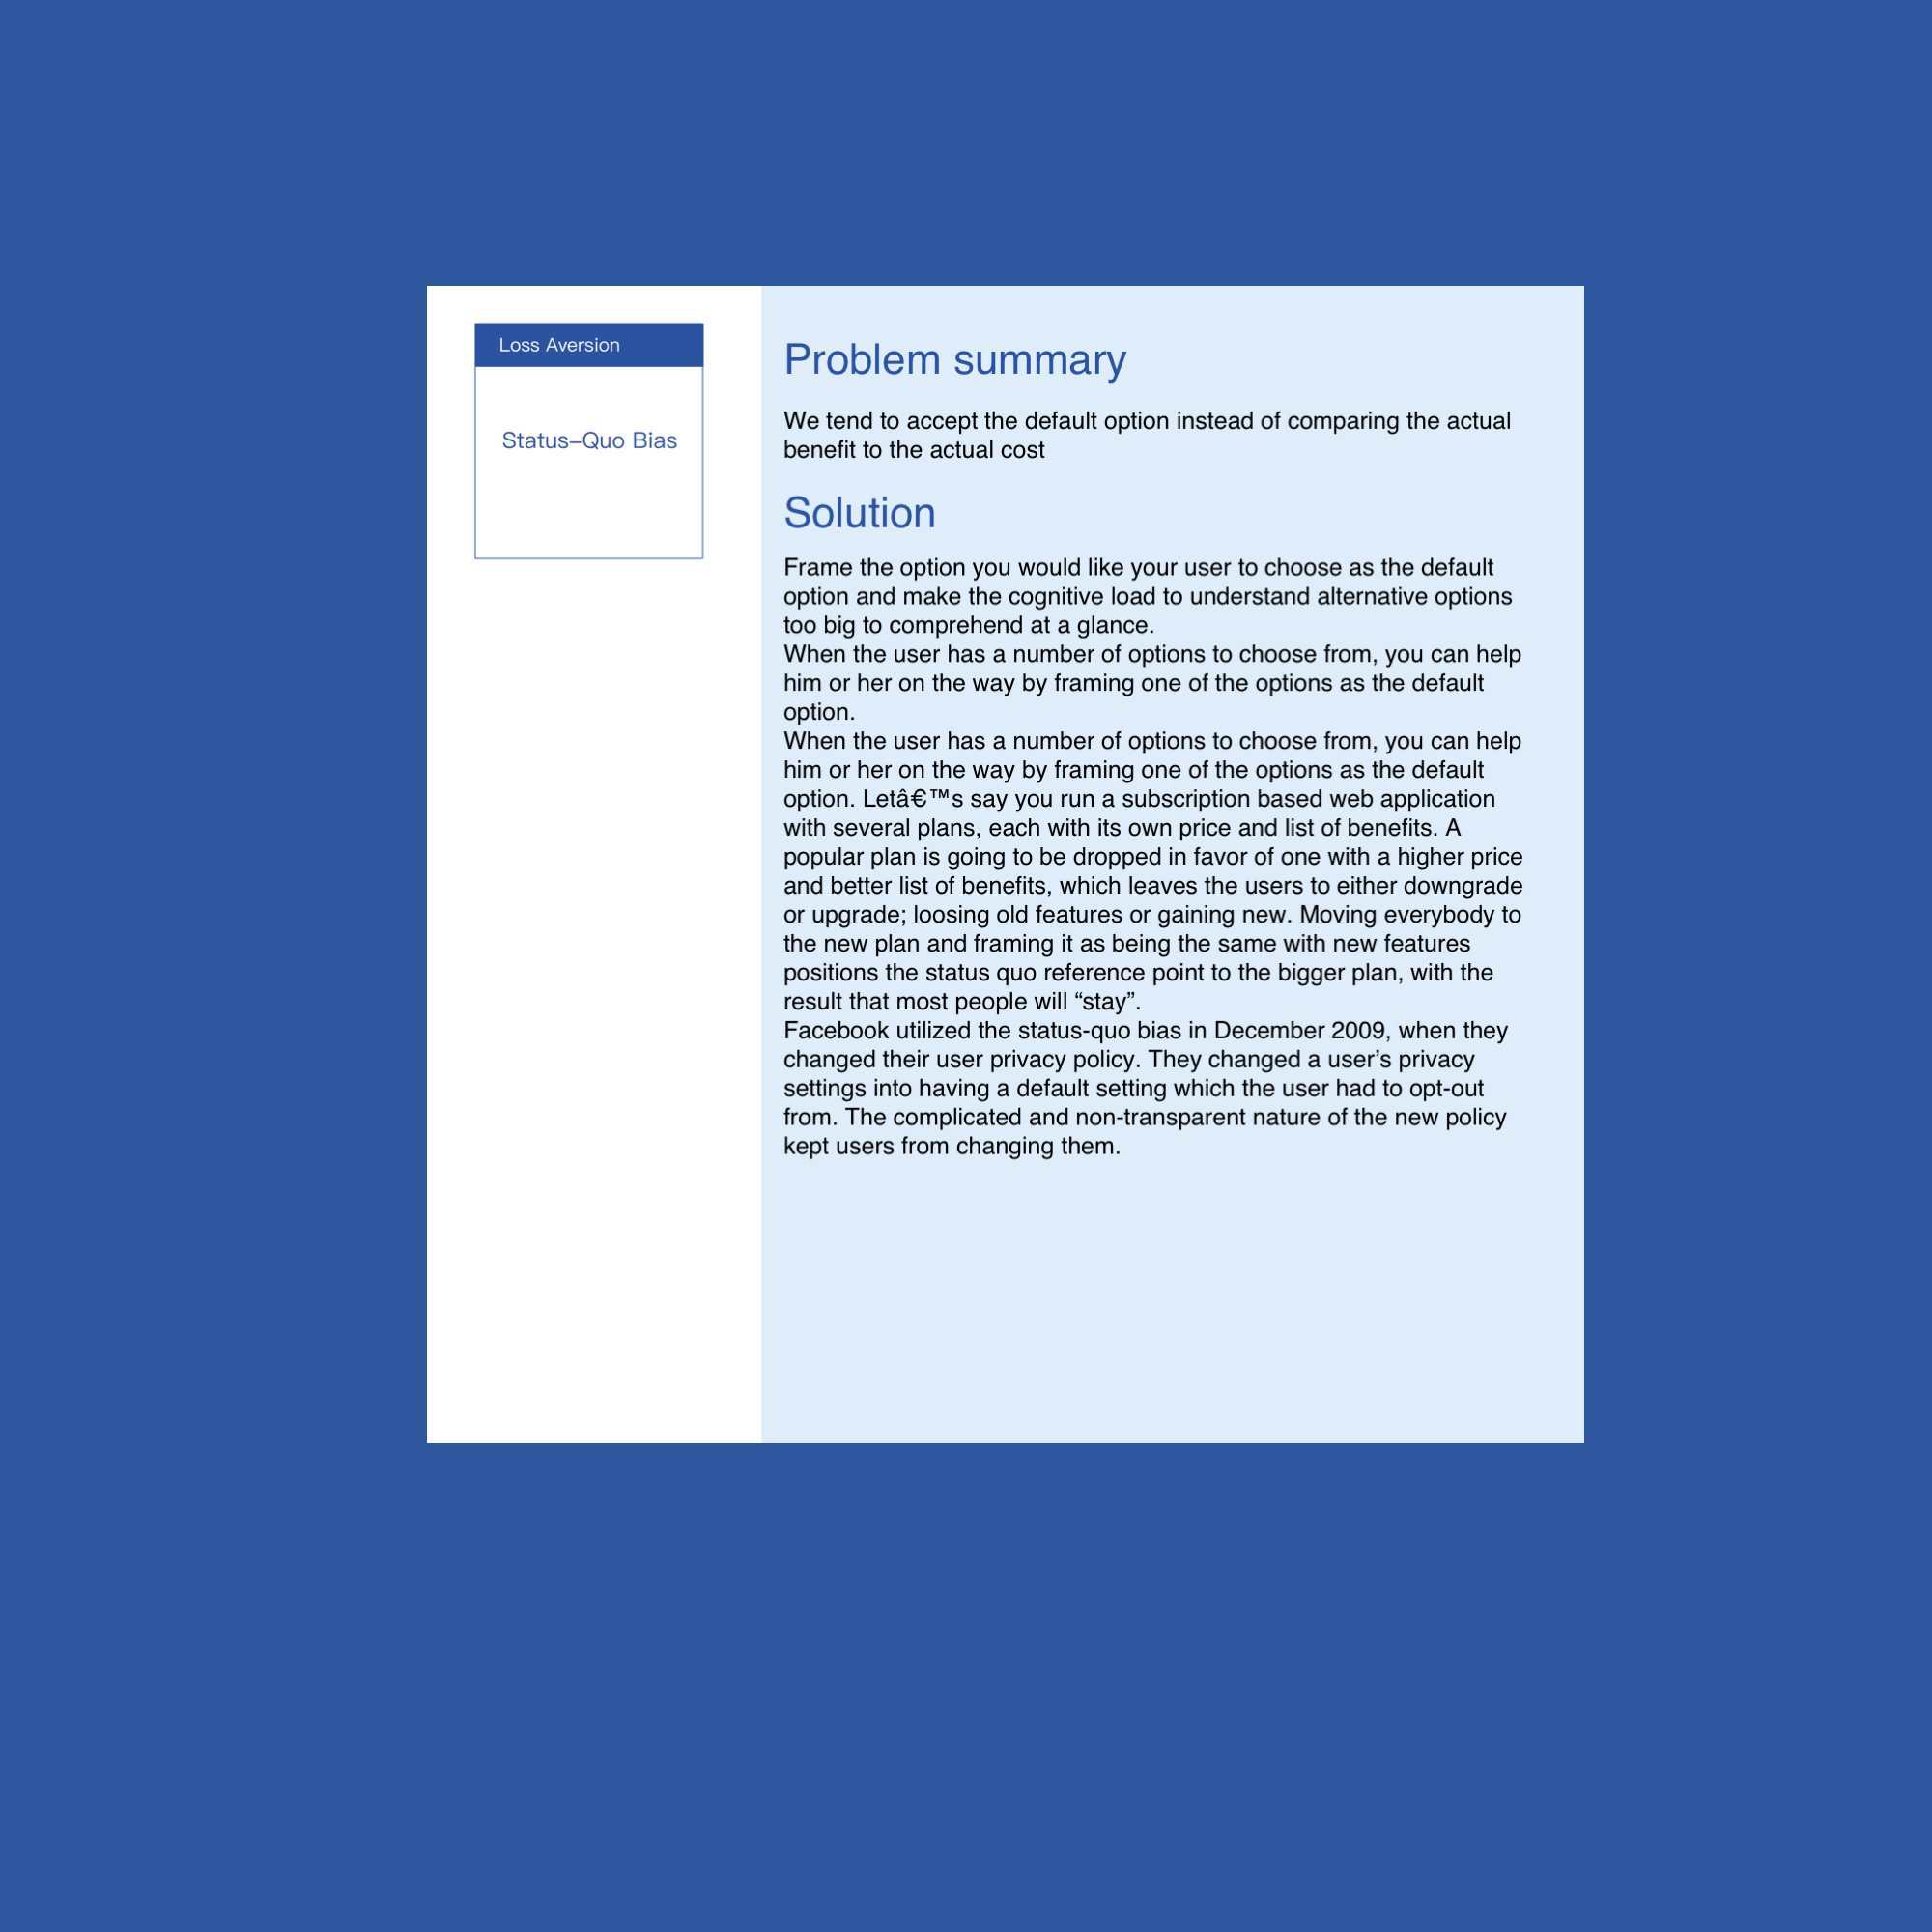 Loss Aversion
Status-Quo Bias
Problem summary
We tend to accept the default option instead of comparing the actual
benefit to the actual cost
Solution
Frame the option you would like your user to choose as the default
option and make the cognitive load to understand alternative options
too big to comprehend at a glance.
When the user has a number of options to choose from, you can help
him or her on the way by framing one of the options as the default
option.
When the user has a number of options to choose from, you can help
him or her on the way by framing one of the options as the default
option. Letâ€™s say you run a subscription based web application
with several plans, each with its own price and list of benefits. A
popular plan is going to be dropped in favor of one with a higher price
and better list of benefits, which leaves the users to either downgrade
or upgrade; loosing old features or gaining new. Moving everybody to
the new plan and framing it as being the same with new features
positions the status quo reference point to the bigger plan, with the
result that most people will “stay”.
Facebook utilized the status-quo bias in December 2009, when they
changed their user privacy policy. They changed a user’s privacy
settings into having a default setting which the user had to opt-out
from. The complicated and non-transparent nature of the new policy
kept users from changing them.